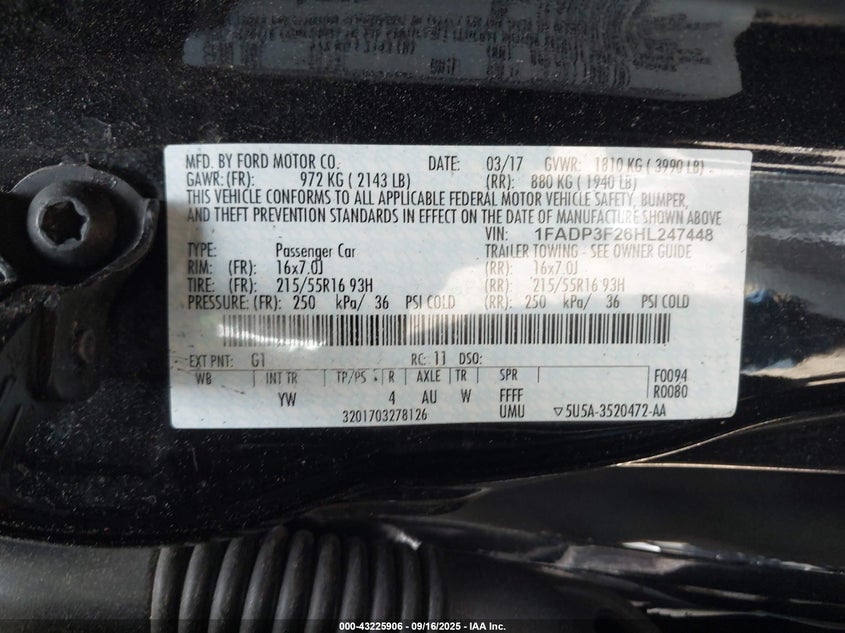 MFD. BY FORD MOTOR CO. DATE: 03/17 GVWR: 1810 KG ( 3990 LB)
GAWR: (FR): 972 KG ( 2143 LB) (RR): 880 KG ( 1940 LB)
THIS VEHICLE CONFORMS TO ALL APPLICABLE FEDERAL MOTOR VEHICLE SAFETY, BUMPER,
AND THEFT PREVENTION STANDARDS IN EFFECT ON THE DATE OF MANUFACTURE SHOWN ABOVE
VIN: 1FADP3F26HL247448
TYPE: Passenger Car TRAILER TOWING - SEE OWNER GUIDE
RIM: (FR): 16x7.0J (RR): 16x7.0J
TIRE: (FR): 215/55R16 93H (RR): 215/55R16 93H
PRESSURE: (FR): 250 kPa/ 36 PSI COLD (RR): 250 kPa/ 36 PSI COLD
EXT PNT: G1 RC: 11 DSO:
WB INT TR TP/PS R AXLE TR SPR F0094
YW 4 AU W FFFF R0080
3201703278126 UMU ▽5U5A-3520472-AA
000-43225906 - 09/16/2025 - IAA Inc.